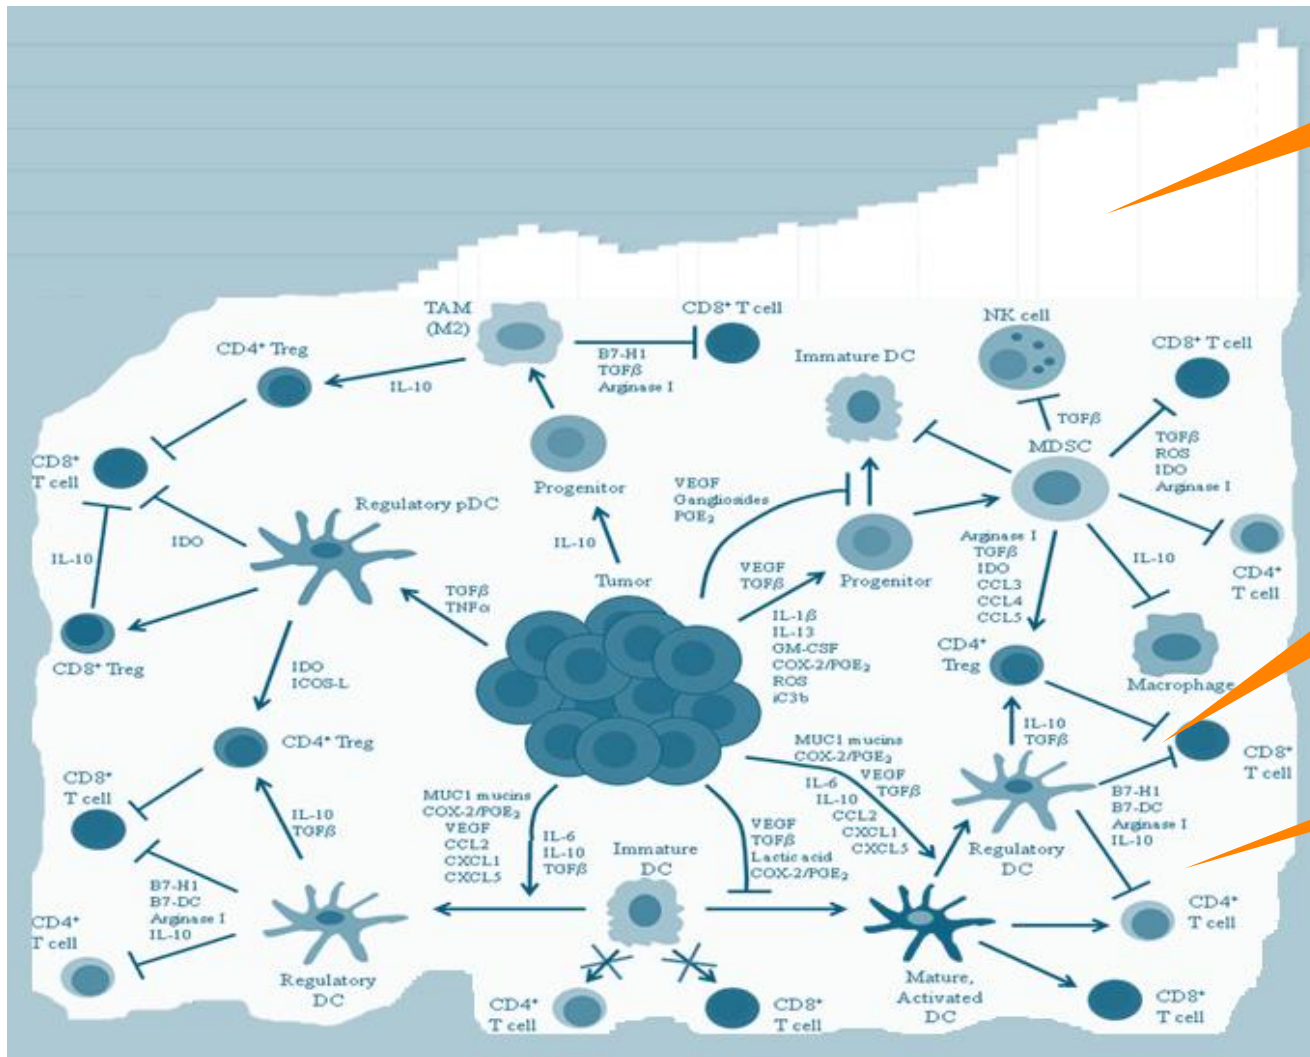 TAM
(M2)
CD8⁺ T cell
NK cell
CD4⁺ Treg
B7-H1
TGFβ
Arginase I
Immature DC
CD8⁺ T cell
IL-10
TGFβ
MDSC
TGFβ
ROS
IDO
Arginase I
CD8⁺
T cell
Progenitor
VEGF
Gangliosides
PGE₂
Regulatory pDC
IL-10
IDO
IL-10
Arginase I
TGFβ
IDO
CCL3
CCL4
CCL5
IL-10
CD4⁺
T cell
Tumor
VEGF
TGFβ
Progenitor
TGFβ
TNFα
IL-1β
IL-13
GM-CSF
COX-2/PGE₂
ROS
iC3b
CD4⁺
Treg
CD8⁺ Treg
IDO
ICOS-L
Macrophage
IL-10
TGFβ
CD4⁺ Treg
MUC1 mucins
COX-2/PGE₂
VEGF
TGFβ
IL-6
IL-10
CCL2
CXCL1
CXCL5
CD8⁺
T cell
CD8⁺
T cell
B7-H1
B7-DC
Arginase I
IL-10
IL-10
TGFβ
MUC1 mucins
COX-2/PGE₂
VEGF
CCL2
CXCL1
CXCL5
IL-6
IL-10
TGFβ
Immature
DC
VEGF
TGFβ
Lactic acid
COX-2/PGE₂
Regulatory
DC
B7-H1
B7-DC
Arginase I
IL-10
CD4⁺
T cell
CD4⁺
T cell
Regulatory
DC
Mature,
Activated
DC
CD4⁺
T cell
CD8⁺
T cell
CD8⁺
T cell